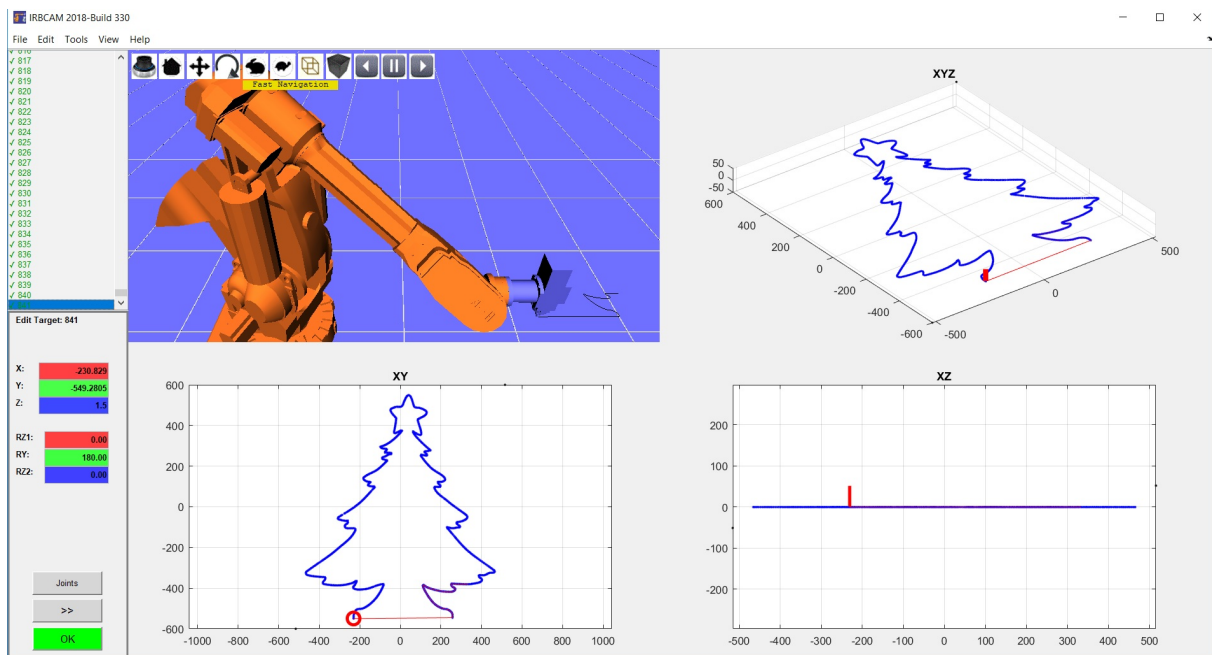 IRBCAM 2018-Build 330
File Edit Tools View Help
✓ 817
✓ 818
✓ 819
✓ 820
✓ 821
✓ 822
✓ 823
✓ 824
✓ 825
✓ 826
✓ 827
✓ 828
✓ 829
✓ 830
✓ 831
✓ 832
✓ 833
✓ 834
✓ 835
✓ 836
✓ 837
✓ 838
✓ 839
✓ 840
Fast Navigation
Edit Target: 841
X: -230.829
Y: -549.2805
Z: 1.5
RZ1: 0.00
RY: 180.00
RZ2: 0.00
Joints
>>
OK
XYZ
50
0
-50
600
400
200
0
-200
-400
-600
-500
0
500
XY
600
400
200
0
-200
-400
-600
-1000 -800 -600 -400 -200 0 200 400 600 800 1000
XZ
200
100
0
-100
-200
-500 -400 -300 -200 -100 0 100 200 300 400 500